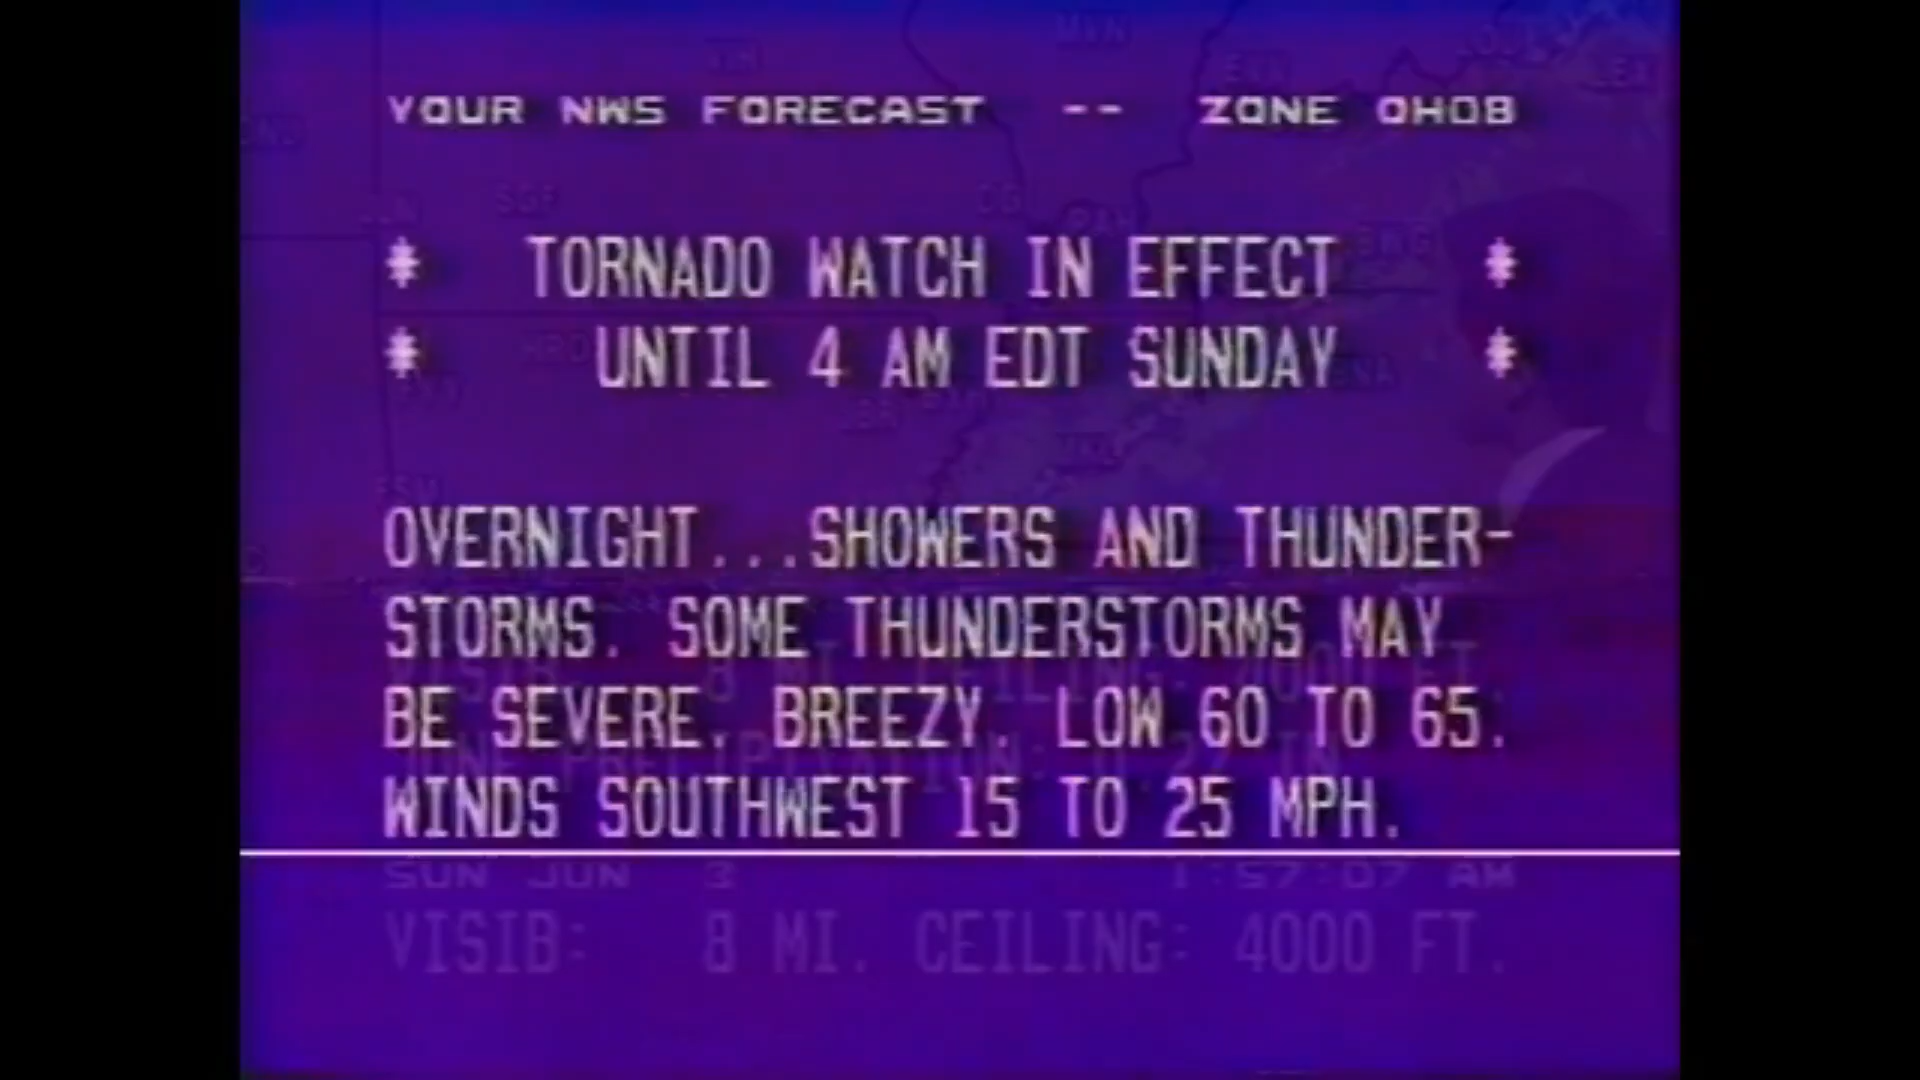 YOUR NWS FORECAST -- ZONE OH08
* TORNADO WATCH IN EFFECT *
* UNTIL 4 AM EDT SUNDAY *
OVERNIGHT...SHOWERS AND THUNDER-
STORMS. SOME THUNDERSTORMS MAY
BE SEVERE. BREEZY. LOW 60 TO 65.
WINDS SOUTHWEST 15 TO 25 MPH.
SUN JUN 3 1:57:07 AM
VISIB: 8 MI. CEILING: 4000 FT.